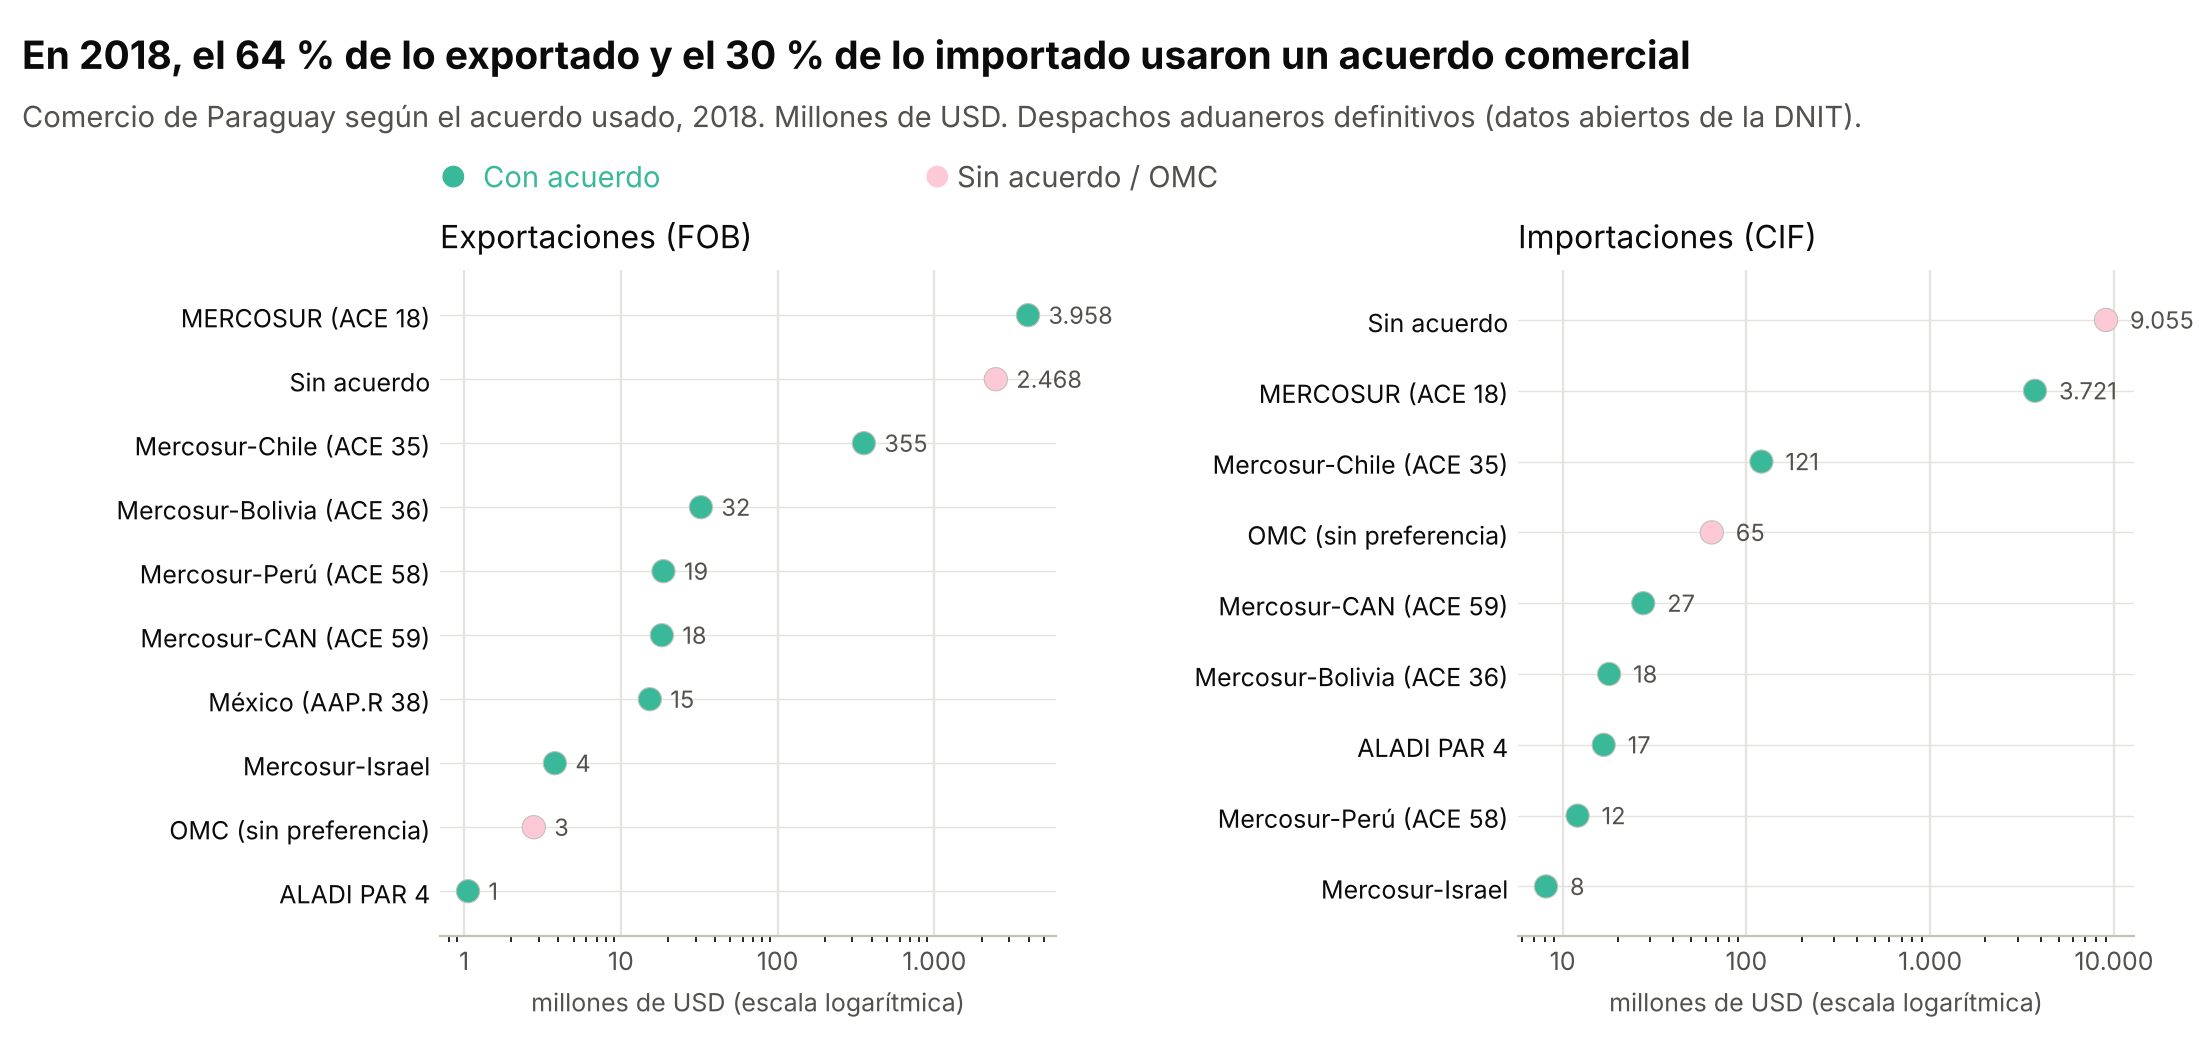 En 2018, el 64 % de lo exportado y el 30 % de lo importado usaron un acuerdo comercial
Comercio de Paraguay según el acuerdo usado, 2018. Millones de USD. Despachos aduaneros definitivos (datos abiertos de la DNIT).
Con acuerdo
Sin acuerdo / OMC
Exportaciones (FOB)
MERCOSUR (ACE 18) 3.958
Sin acuerdo 2.468
Mercosur-Chile (ACE 35) 355
Mercosur-Bolivia (ACE 36) 32
Mercosur-Perú (ACE 58) 19
Mercosur-CAN (ACE 59) 18
México (AAP.R 38) 15
Mercosur-Israel 4
OMC (sin preferencia) 3
ALADI PAR 4 1
1 10 100 1.000
millones de USD (escala logarítmica)
Importaciones (CIF)
Sin acuerdo 9.055
MERCOSUR (ACE 18) 3.721
Mercosur-Chile (ACE 35) 121
OMC (sin preferencia) 65
Mercosur-CAN (ACE 59) 27
Mercosur-Bolivia (ACE 36) 18
ALADI PAR 4 17
Mercosur-Perú (ACE 58) 12
Mercosur-Israel 8
10 100 1.000 10.000
millones de USD (escala logarítmica)